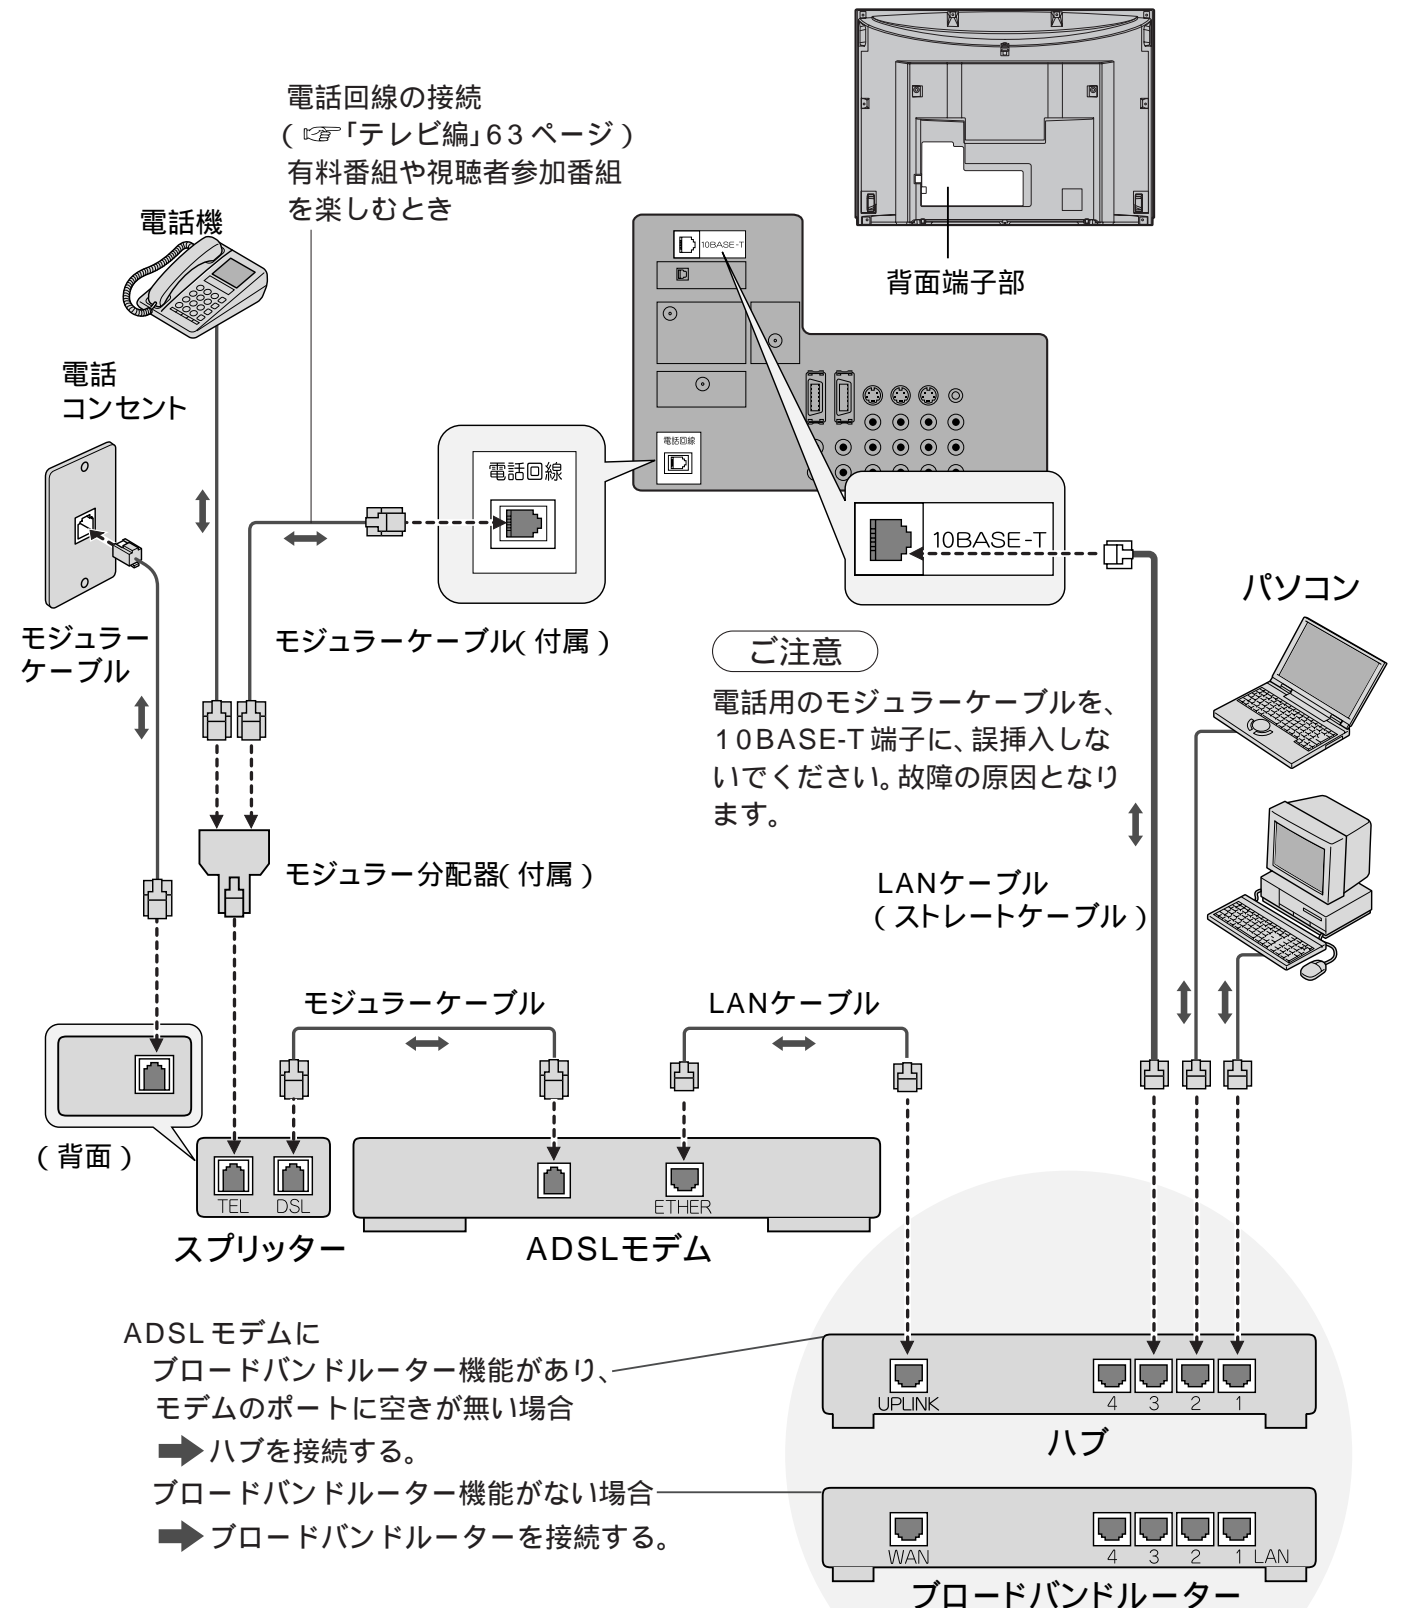 電話回線の接続
(☞「テレビ編」63ページ)
有料番組や視聴者参加番組
を楽しむとき
電話機
10BASE-T
背面端子部
電話
コンセント
電話回線
電話回線
10BASE-T
パソコン
モジュラー
ケーブル
モジュラーケーブル(付属)
ご注意
電話用のモジュラーケーブルを、
10BASE-T端子に、誤挿入しな
いでください。故障の原因となり
ます。
モジュラー分配器(付属)
LANケーブル
(ストレートケーブル)
モジュラーケーブル
LANケーブル
(背面)
TEL DSL
ETHER
スプリッター
ADSLモデム
ADSLモデムに
ブロードバンドルーター機能があり、
モデムのポートに空きが無い場合
➡ハブを接続する。
UPLINK 4 3 2 1
ハブ
ブロードバンドルーター機能がない場合
➡ブロードバンドルーターを接続する。
WAN 4 3 2 1 LAN
ブロードバンドルーター